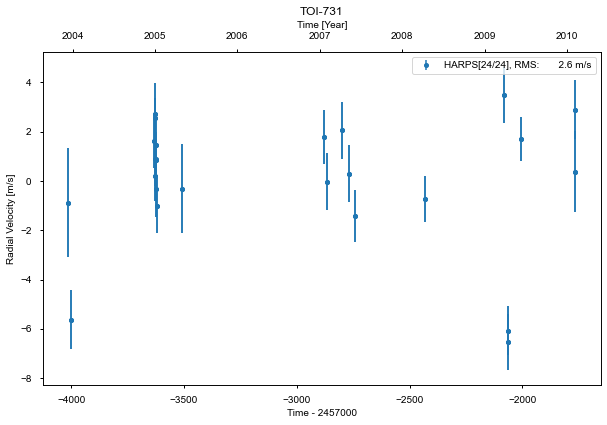 TOI-731
Time [Year]
2004 2005 2006 2007 2008 2009 2010
HARPS[24/24], RMS: 2.6 m/s
4
2
0
−2
−4
−6
−8
Radial Velocity [m/s]
−4000 −3500 −3000 −2500 −2000
Time - 2457000